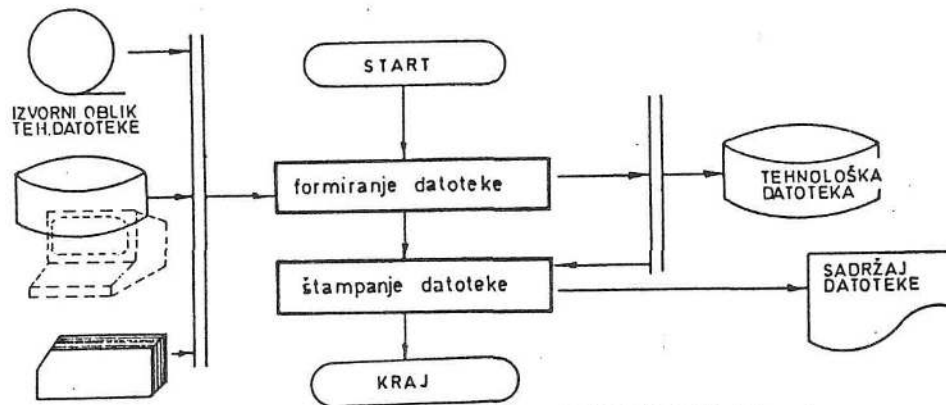 START
IZVORNI OBLIK
TEH.DATOTEKE
formiranje datoteke
TEHNOLOŠKA
DATOTEKA
štampanje datoteke
SADRŽAJ
DATOTEKE
KRAJ